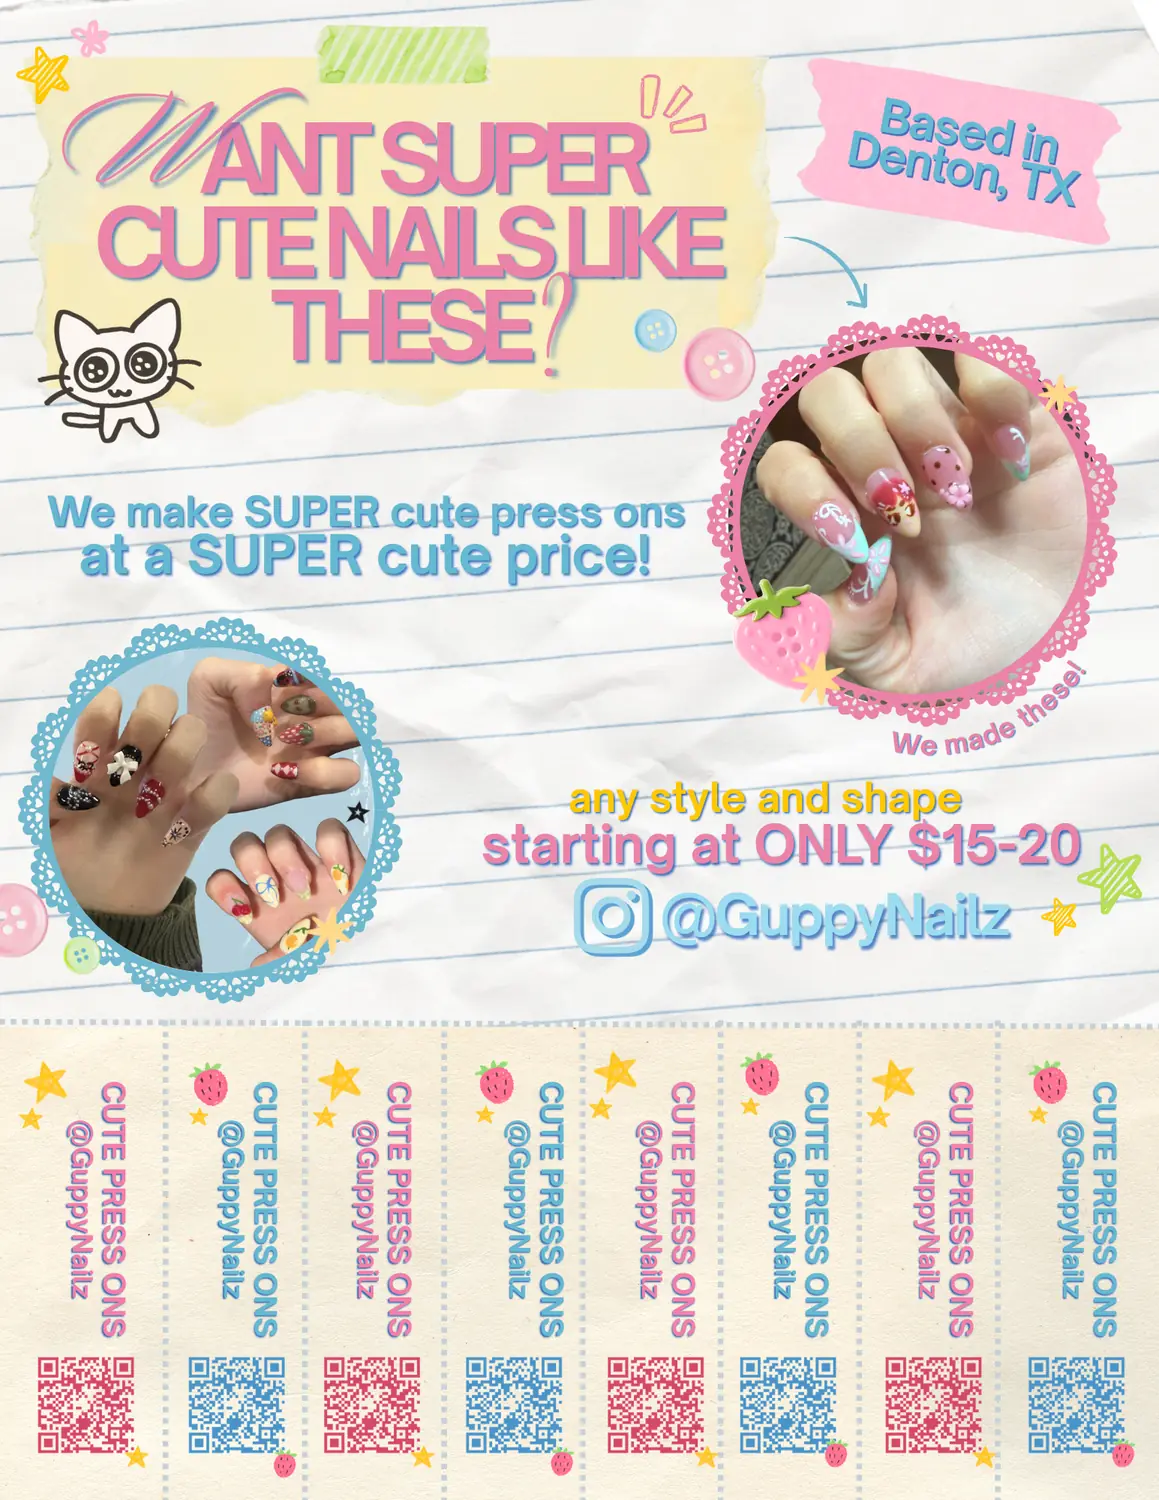 WANT SUPER
CUTE NAILS LIKE
THESE?
Based in
Denton, TX
We make SUPER cute press ons
at a SUPER cute price!
We made these!
any style and shape
starting at ONLY $15-20
@GuppyNailz
CUTE PRESS ONS
@GuppyNailz
CUTE PRESS ONS
@GuppyNailz
CUTE PRESS ONS
@GuppyNailz
CUTE PRESS ONS
@GuppyNailz
CUTE PRESS ONS
@GuppyNailz
CUTE PRESS ONS
@GuppyNailz
CUTE PRESS ONS
@GuppyNailz
CUTE PRESS ONS
@GuppyNailz